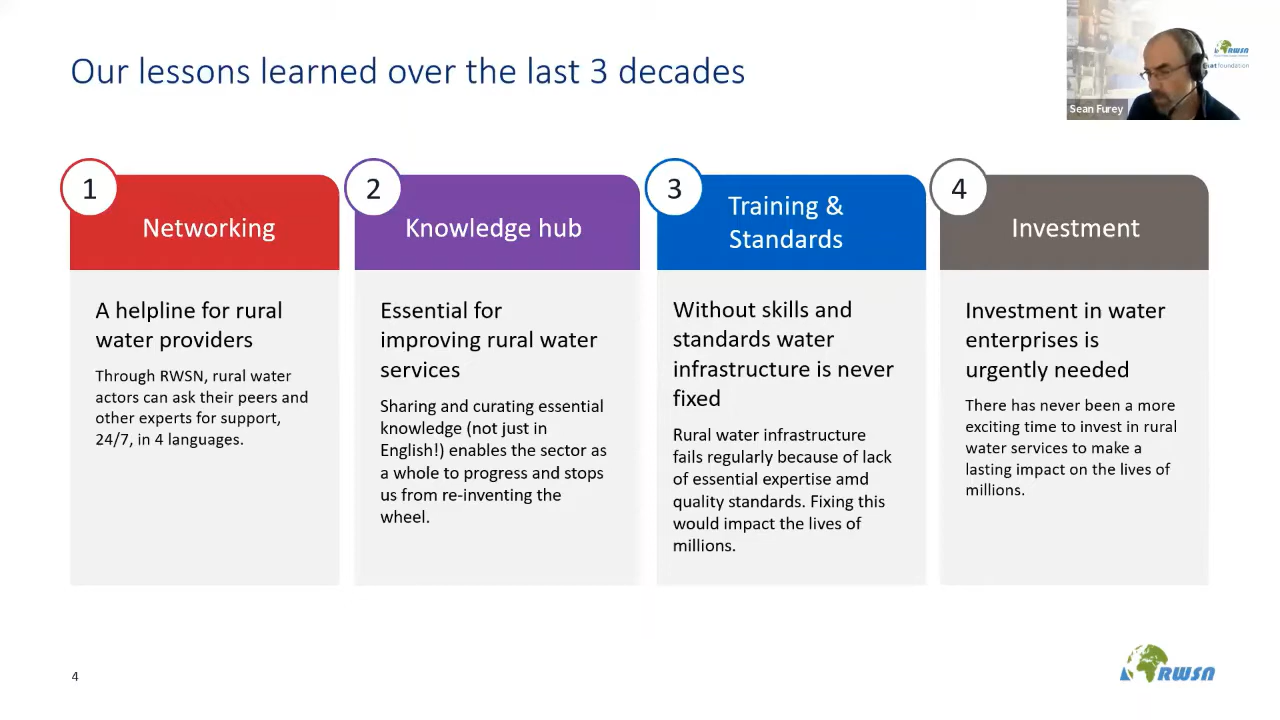 Our lessons learned over the last 3 decades
RWSN
foundation
Sean Furey
1
Networking
A helpline for rural
water providers
Through RWSN, rural water
actors can ask their peers and
other experts for support,
24/7, in 4 languages.
2
Knowledge hub
Essential for
improving rural water
services
Sharing and curating essential
knowledge (not just in
English!) enables the sector as
a whole to progress and stops
us from re-inventing the
wheel.
3
Training &
Standards
Without skills and
standards water
infrastructure is never
fixed
Rural water infrastructure
fails regularly because of lack
of essential expertise amd
quality standards. Fixing this
would impact the lives of
millions.
4
Investment
Investment in water
enterprises is
urgently needed
There has never been a more
exciting time to invest in rural
water services to make a
lasting impact on the lives of
millions.
4
RWSN